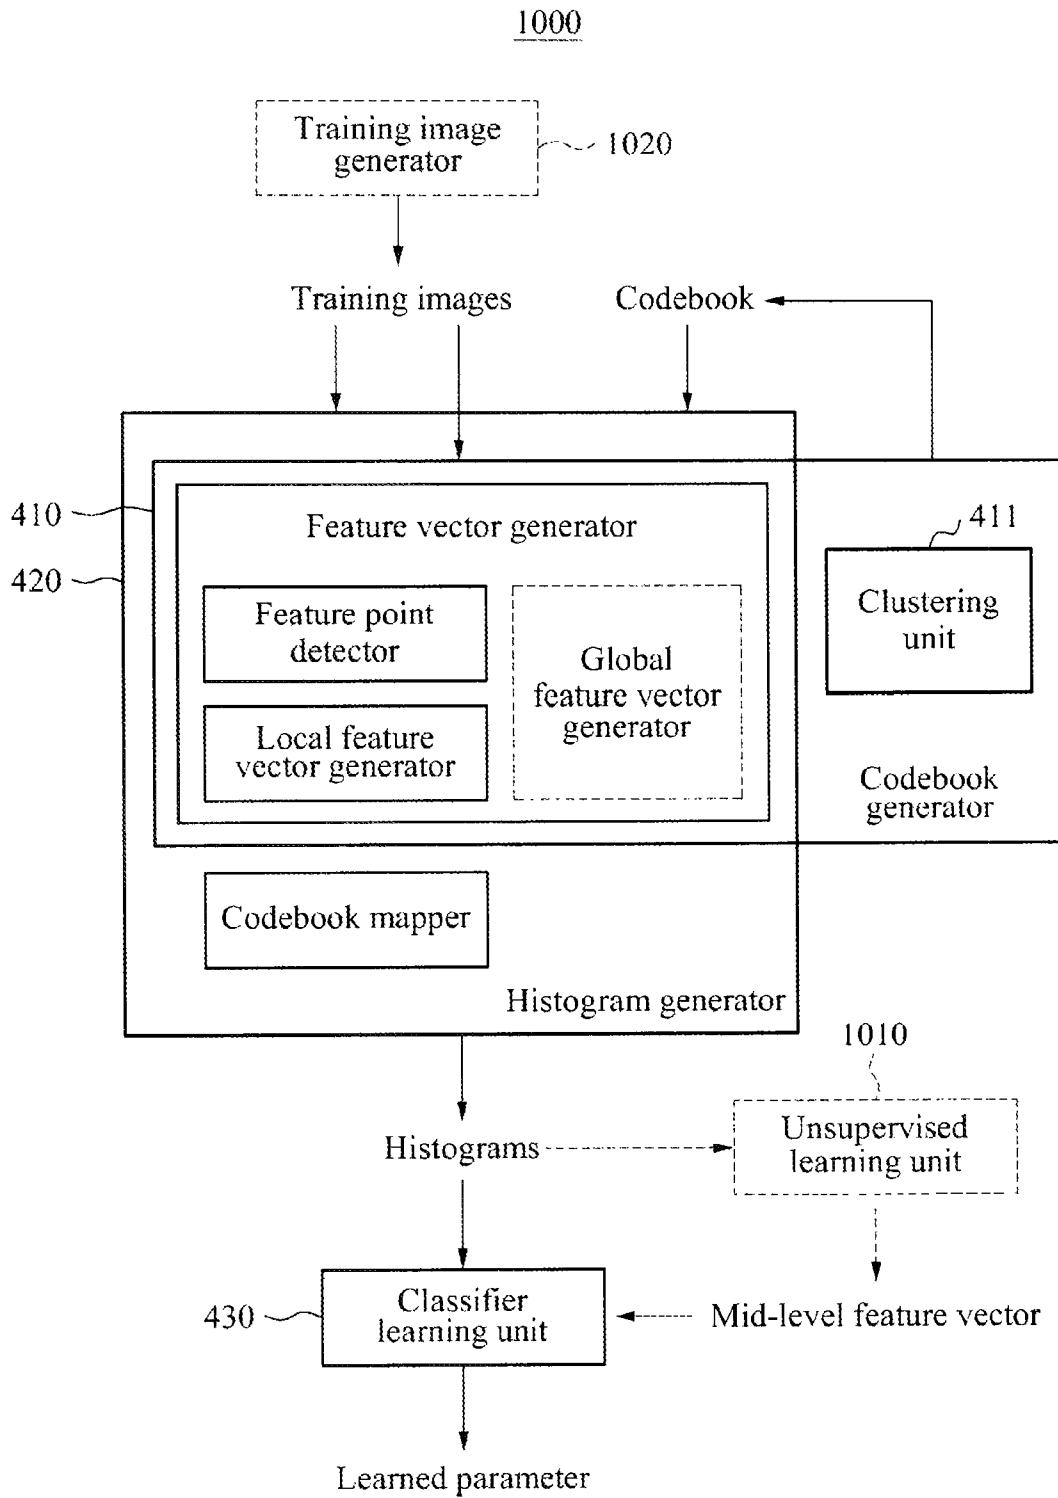 1000
Training image
generator
1020
Training images
Codebook
410
420
Feature vector generator
411
Feature point
detector
Local feature
vector generator
Global
feature vector
generator
Clustering
unit
Codebook
generator
Codebook mapper
Histogram generator
1010
Histograms
Unsupervised
learning unit
430
Classifier
learning unit
Mid-level feature vector
Learned parameter